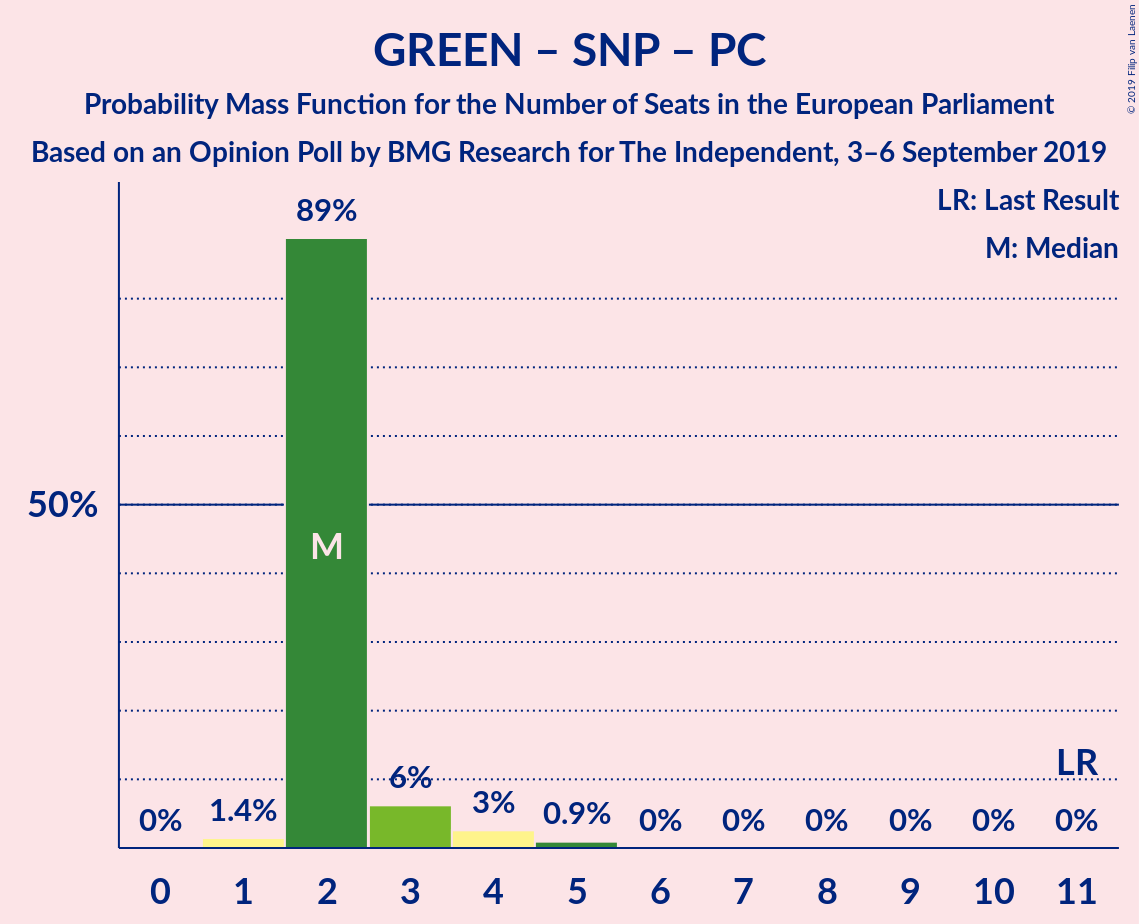 GREEN – SNP – PC
Probability Mass Function for the Number of Seats in the European Parliament
Based on an Opinion Poll by BMG Research for The Independent, 3–6 September 2019
© 2019 Filip van Laenen
LR: Last Result
M: Median
89%
50%
M
LR
0% 1.4% 6% 3% 0.9% 0% 0% 0% 0% 0% 0%
0 1 2 3 4 5 6 7 8 9 10 11